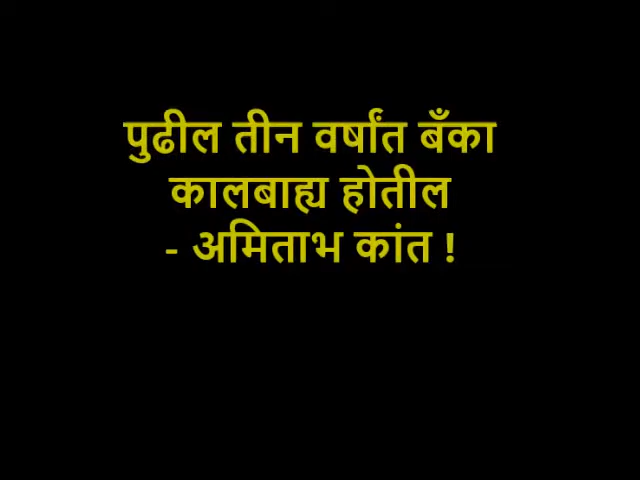 पुढील तीन वर्षांत बँका
कालबाह्य होतील
- अमिताभ कांत !